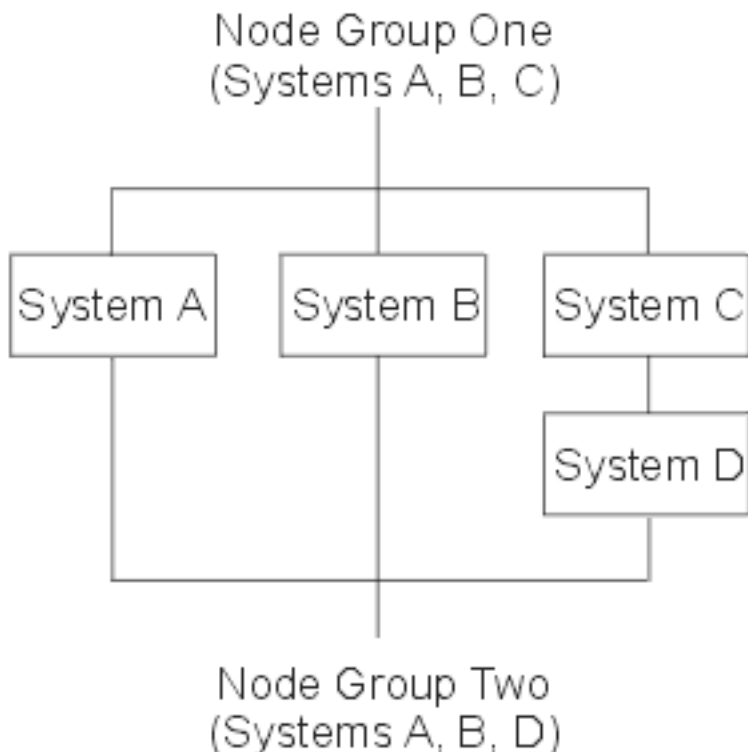 Node Group One
(Systems A, B, C)
System A
System B
System C
System D
Node Group Two
(Systems A, B, D)